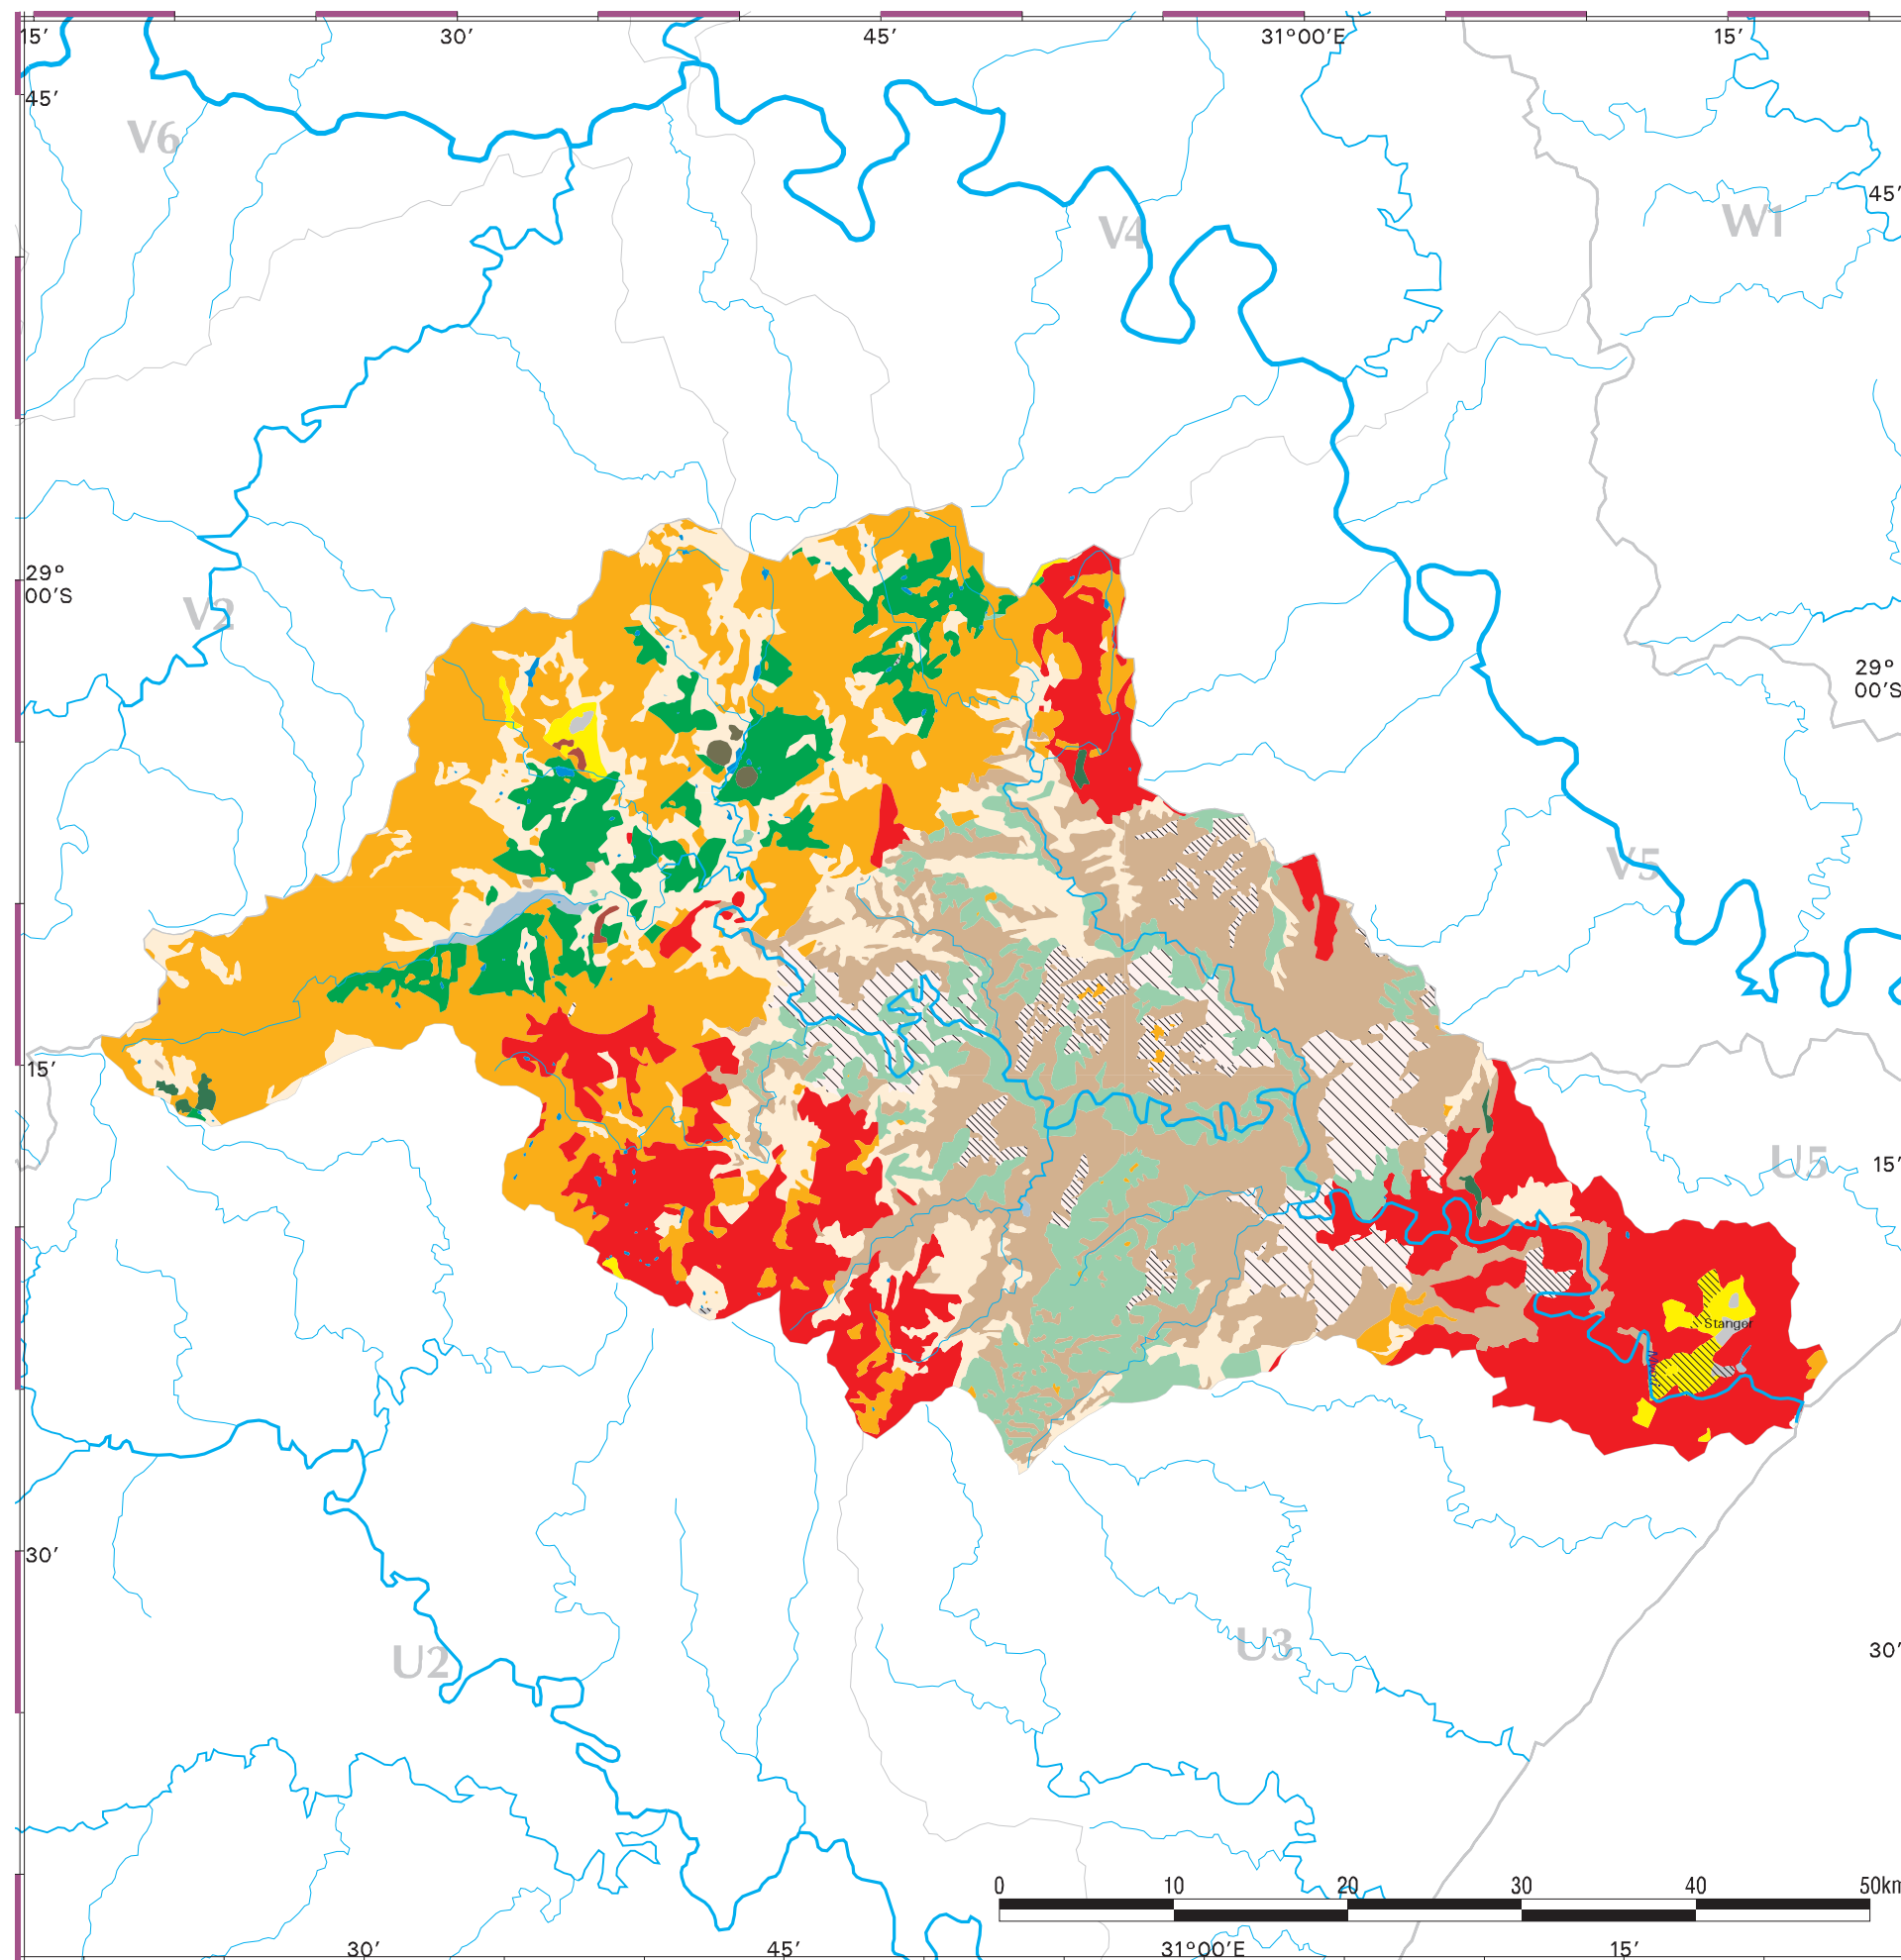 15′ 30′ 45′ 31°00′E 15′
45′
V6
45′
W1
V4
29°
00′S
V2
29°
00′S
V5
15′
U5
15′
Stanger
30′
U3
30′
U2
0 10 20 30 40 50km
30′ 45′ 31°00′E 15′